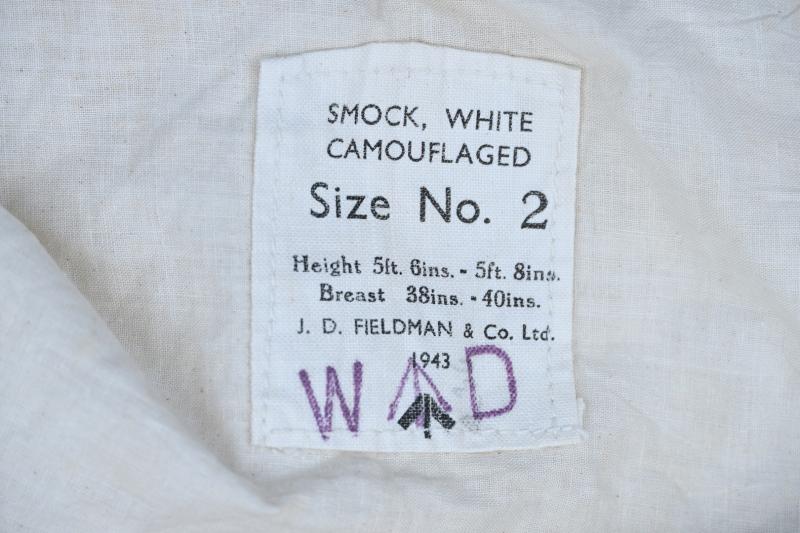 SMOCK, WHITE
CAMOUFLAGED
Size No. 2
Height 5ft. 6ins. - 5ft. 8ins.
Breast 38ins. - 40ins.
J. D. FIELDMAN & Co. Ltd.
1943
W D